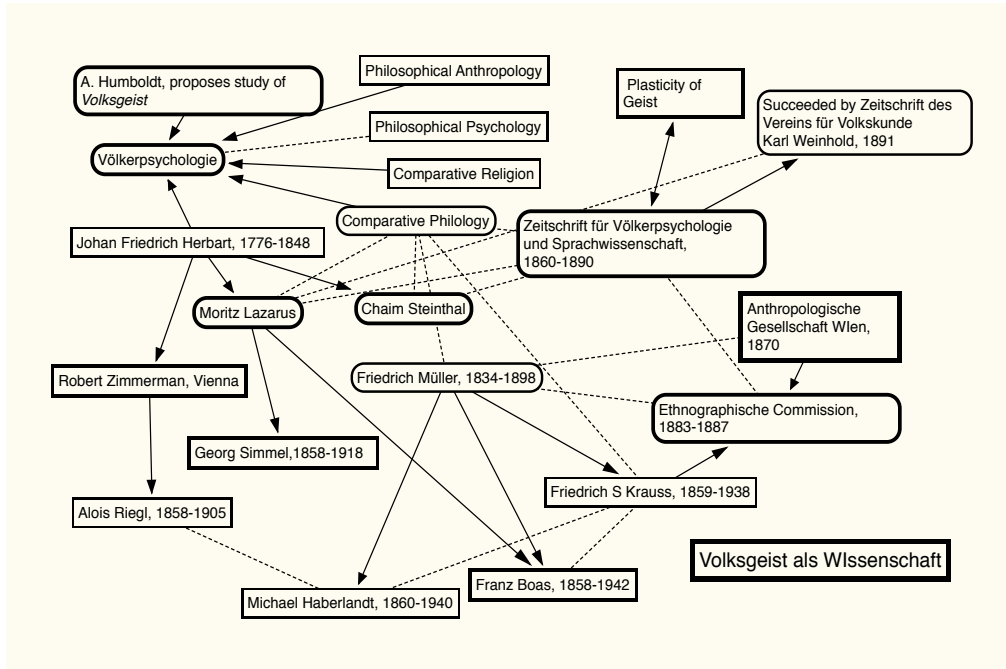 A. Humboldt, proposes study of
Volksgeist
Philosophical Anthropology
Plasticity of
Geist
Succeeded by Zeitschrift des
Vereins für Volkskunde
Karl Weinhold, 1891
Philosophical Psychology
Völkerpsychologie
Comparative Religion
Comparative Philology
Zeitschrift für Völkerpsychologie
und Sprachwissenschaft,
1860-1890
Johan Friedrich Herbart, 1776-1848
Moritz Lazarus
Chaim Steinthal
Anthropologische
Gesellschaft WIen,
1870
Robert Zimmerman, Vienna
Friedrich Müller, 1834-1898
Ethnographische Commission,
1883-1887
Georg Simmel,1858-1918
Friedrich S Krauss, 1859-1938
Alois Riegl, 1858-1905
Volksgeist als WIssenschaft
Franz Boas, 1858-1942
Michael Haberlandt, 1860-1940